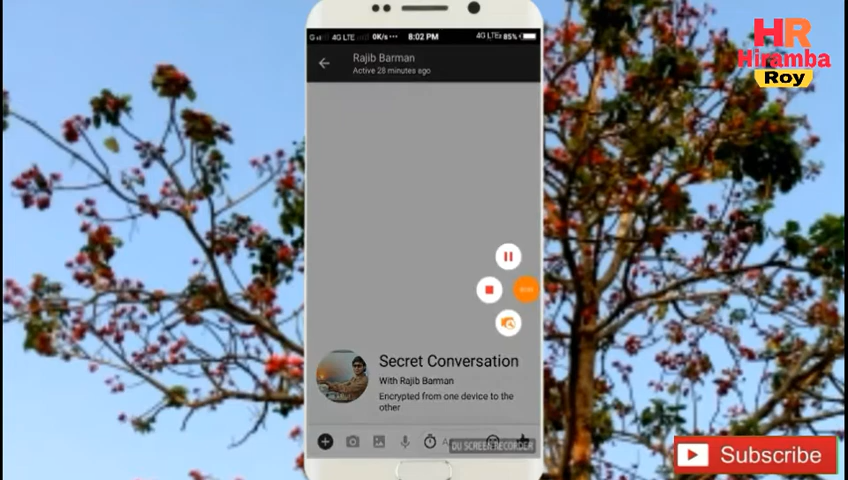 4G LTE 0K/s ••• 8:02 PM 4G LTE 85%
Rajib Barman
Active 28 minutes ago
HR
Hiramba
Roy
Secret Conversation
With Rajib Barman
Encrypted from one device to the
other
DU SCREEN RECORDER
Subscribe